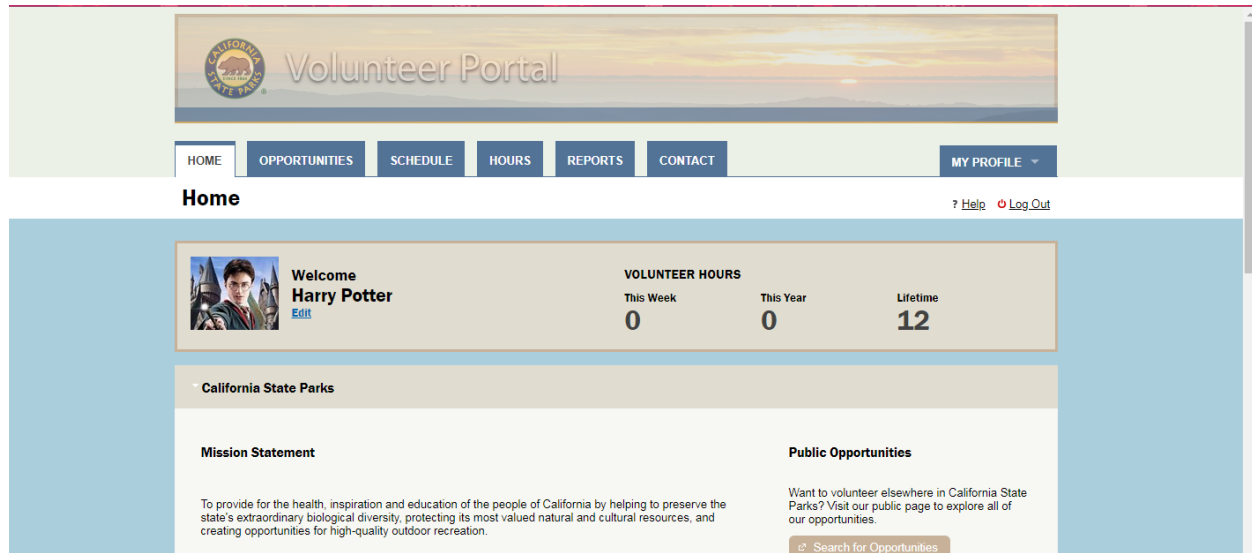 CALIFORNIA
STATE PARKS
SINCE 1864
Volunteer Portal
HOME
OPPORTUNITIES
SCHEDULE
HOURS
REPORTS
CONTACT
MY PROFILE
Home
? Help
Log Out
Welcome
Harry Potter
Edit
VOLUNTEER HOURS
This Week
This Year
Lifetime
0
0
12
California State Parks
Mission Statement
To provide for the health, inspiration and education of the people of California by helping to preserve the
state's extraordinary biological diversity, protecting its most valued natural and cultural resources, and
creating opportunities for high-quality outdoor recreation.
Public Opportunities
Want to volunteer elsewhere in California State
Parks? Visit our public page to explore all of
our opportunities.
Search for Opportunities